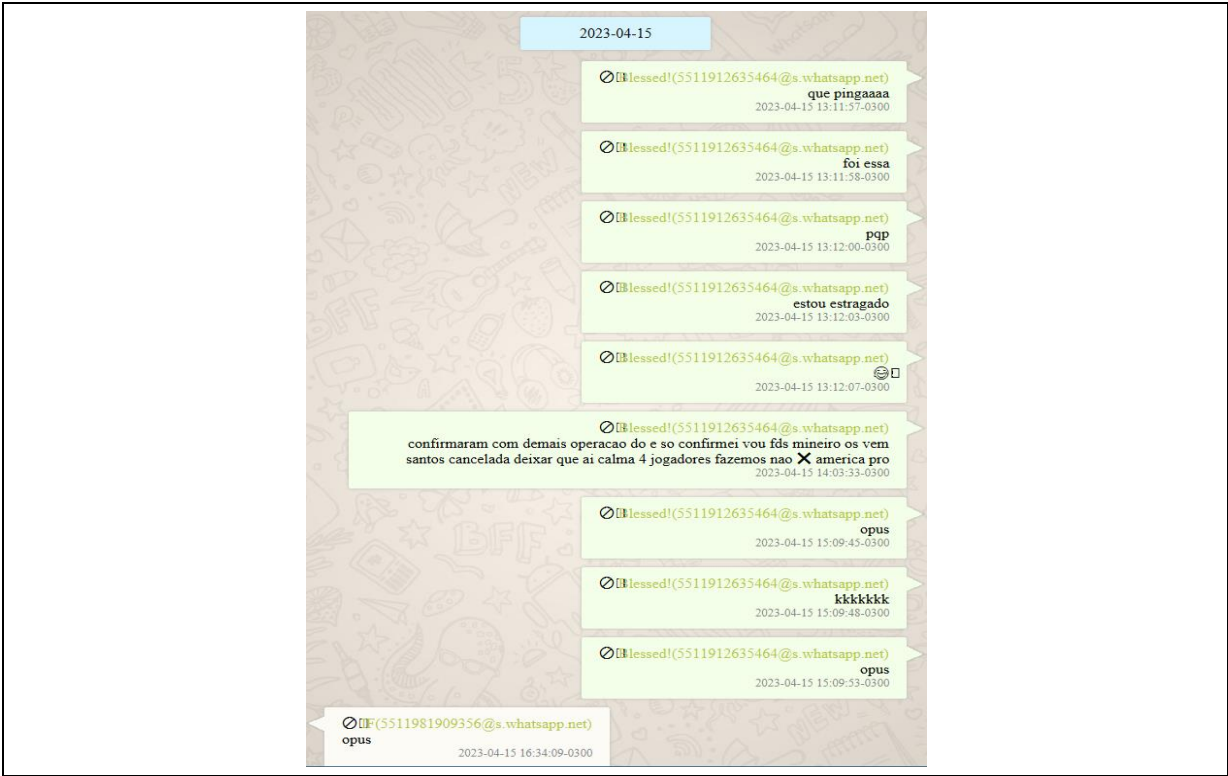 2023-04-15
Blessed!(5511912635464@s.whatsapp.net)
que pingaaaa
2023-04-15 13:11:57-0300
Blessed!(5511912635464@s.whatsapp.net)
foi essa
2023-04-15 13:11:58-0300
Blessed!(5511912635464@s.whatsapp.net)
pqp
2023-04-15 13:12:00-0300
Blessed!(5511912635464@s.whatsapp.net)
estou estragado
2023-04-15 13:12:03-0300
Blessed!(5511912635464@s.whatsapp.net)
😂
2023-04-15 13:12:07-0300
Blessed!(5511912635464@s.whatsapp.net)
confirmaram com demais operacao do e so confirmei vou fds mineiro os vem
santos cancelada deixar que ai calma 4 jogadores fazemos nao ❌ america pro
2023-04-15 14:03:33-0300
Blessed!(5511912635464@s.whatsapp.net)
opus
2023-04-15 15:09:45-0300
Blessed!(5511912635464@s.whatsapp.net)
kkkkkkk
2023-04-15 15:09:48-0300
Blessed!(5511912635464@s.whatsapp.net)
opus
2023-04-15 15:09:53-0300
(5511981909356@s.whatsapp.net)
opus
2023-04-15 16:34:09-0300